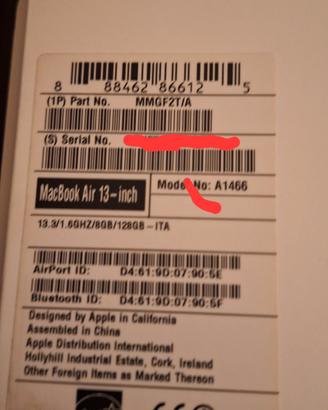 8 88462 86612 5
(1P) Part No. MMGF2T/A
(S) Serial No.
MacBook Air 13-inch
Model No: A1466
13.3/1.6GHZ/8GB/128GB-ITA
AirPort ID: D4:61:9D:07:90:5E
Bluetooth ID: D4:61:9D:07:90:5F
Designed by Apple in California
Assembled in China
Apple Distribution International
Hollyhill Industrial Estate, Cork, Ireland
Other Foreign Items as Marked Thereon